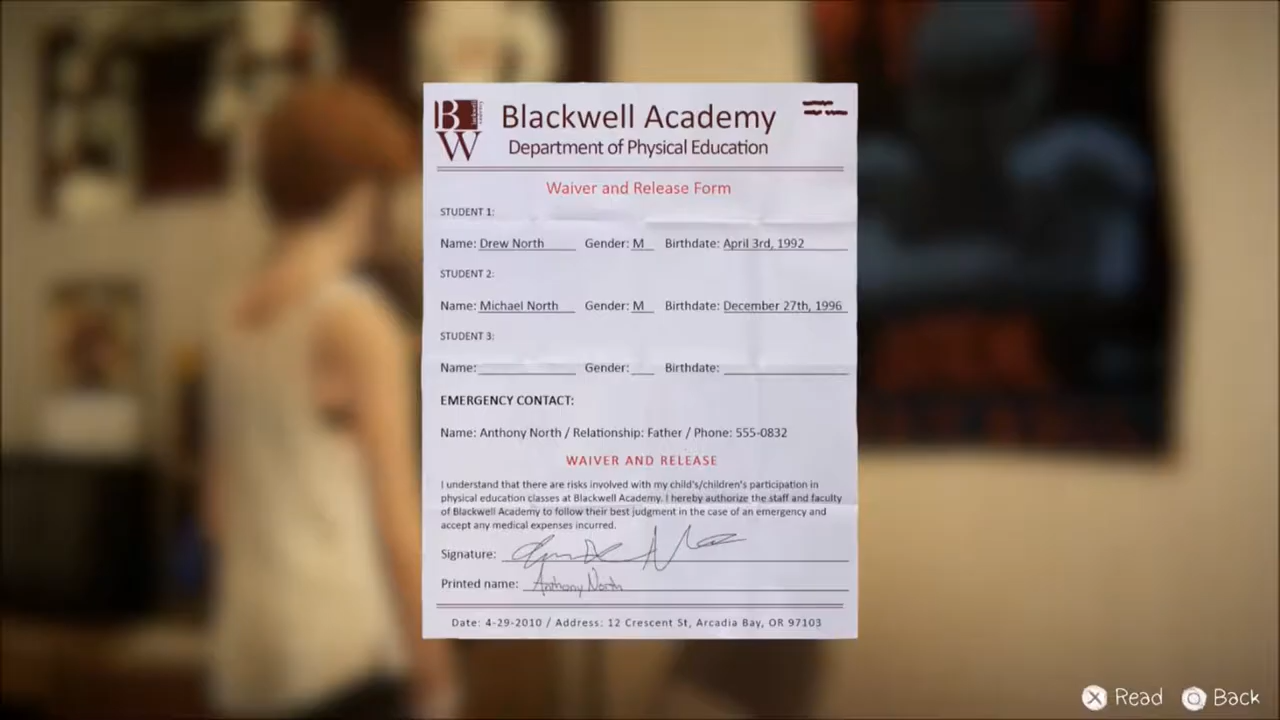 BW Blackwell Academy
Department of Physical Education
Waiver and Release Form
STUDENT 1:
Name: Drew North Gender: M Birthdate: April 3rd, 1992
STUDENT 2:
Name: Michael North Gender: M Birthdate: December 27th, 1996
STUDENT 3:
Name: Gender: Birthdate:
EMERGENCY CONTACT:
Name: Anthony North / Relationship: Father / Phone: 555-0832
WAIVER AND RELEASE
I understand that there are risks involved with my child's/children's participation in
physical education classes at Blackwell Academy. I hereby authorize the staff and faculty
of Blackwell Academy to follow their best judgment in the case of an emergency and
accept any medical expenses incurred.
Signature:
Printed name: Anthony North
Date: 4-29-2010 / Address: 12 Crescent St, Arcadia Bay, OR 97103
Read Back